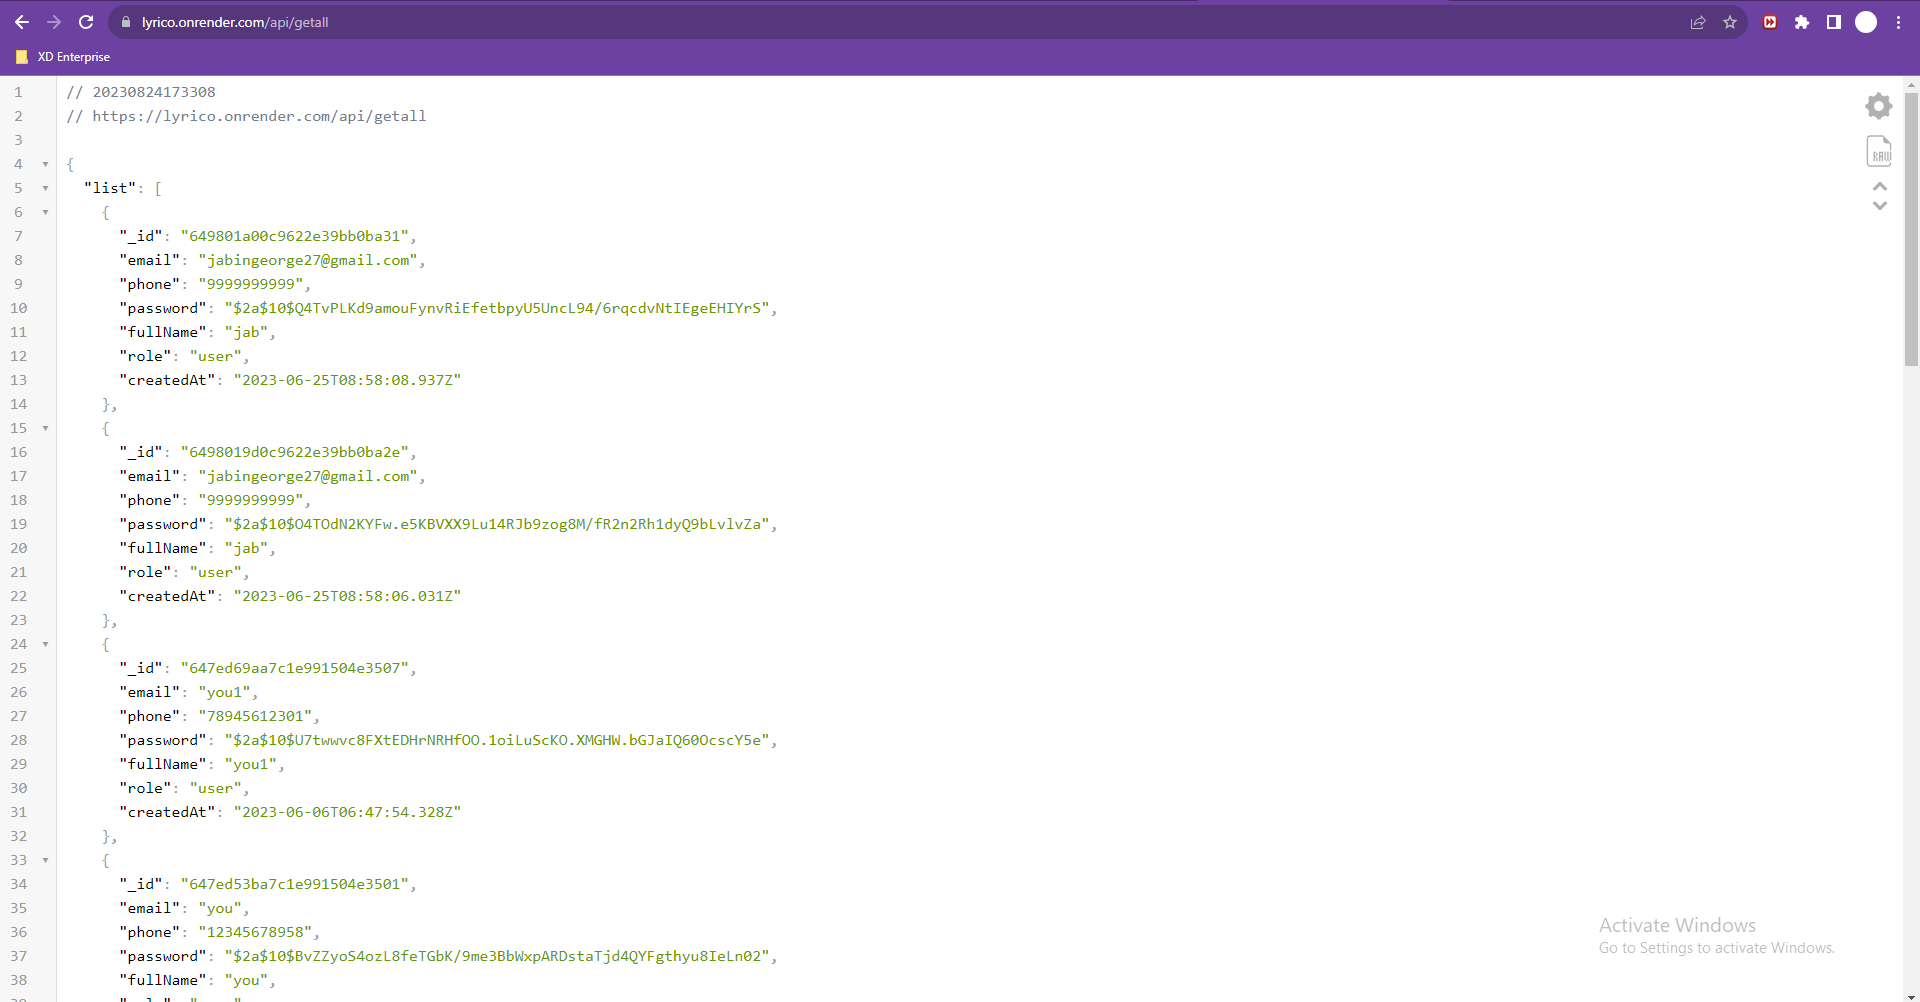 lyrico.onrender.com/api/getall
XD Enterprise
1 // 20230824173308
2 // https://lyrico.onrender.com/api/getall
3
4 {
5 "list": [
6 {
7 "_id": "649801a00c9622e39bb0ba31",
8 "email": "jabingeorge27@gmail.com",
9 "phone": "9999999999",
10 "password": "$2a$10$Q4TvPLKd9amouFynvRiEfetbpyU5UncL94/6rqcdvNtIEgeEHIYrS",
11 "fullName": "jab",
12 "role": "user",
13 "createdAt": "2023-06-25T08:58:08.937Z"
14 },
15 {
16 "_id": "6498019d0c9622e39bb0ba2e",
17 "email": "jabingeorge27@gmail.com",
18 "phone": "9999999999",
19 "password": "$2a$10$O4TOdN2KYFw.e5KBVXX9Lu14RJb9zog8M/fR2n2Rh1dyQ9bLvlvZa",
20 "fullName": "jab",
21 "role": "user",
22 "createdAt": "2023-06-25T08:58:06.031Z"
23 },
24 {
25 "_id": "647ed69aa7c1e991504e3507",
26 "email": "you1",
27 "phone": "78945612301",
28 "password": "$2a$10$U7twwvc8FXtEDHrNRHfOO.1oiLuScKO.XMGHW.bGJaIQ60OcscY5e",
29 "fullName": "you1",
30 "role": "user",
31 "createdAt": "2023-06-06T06:47:54.328Z"
32 },
33 {
34 "_id": "647ed53ba7c1e991504e3501",
35 "email": "you",
36 "phone": "12345678958",
37 "password": "$2a$10$BvZZyoS4ozL8feTGbK/9me3BbWxpARDstaTjd4QYFgthyu8IeLn02",
38 "fullName": "you",
RAW
Activate Windows
Go to Settings to activate Windows.